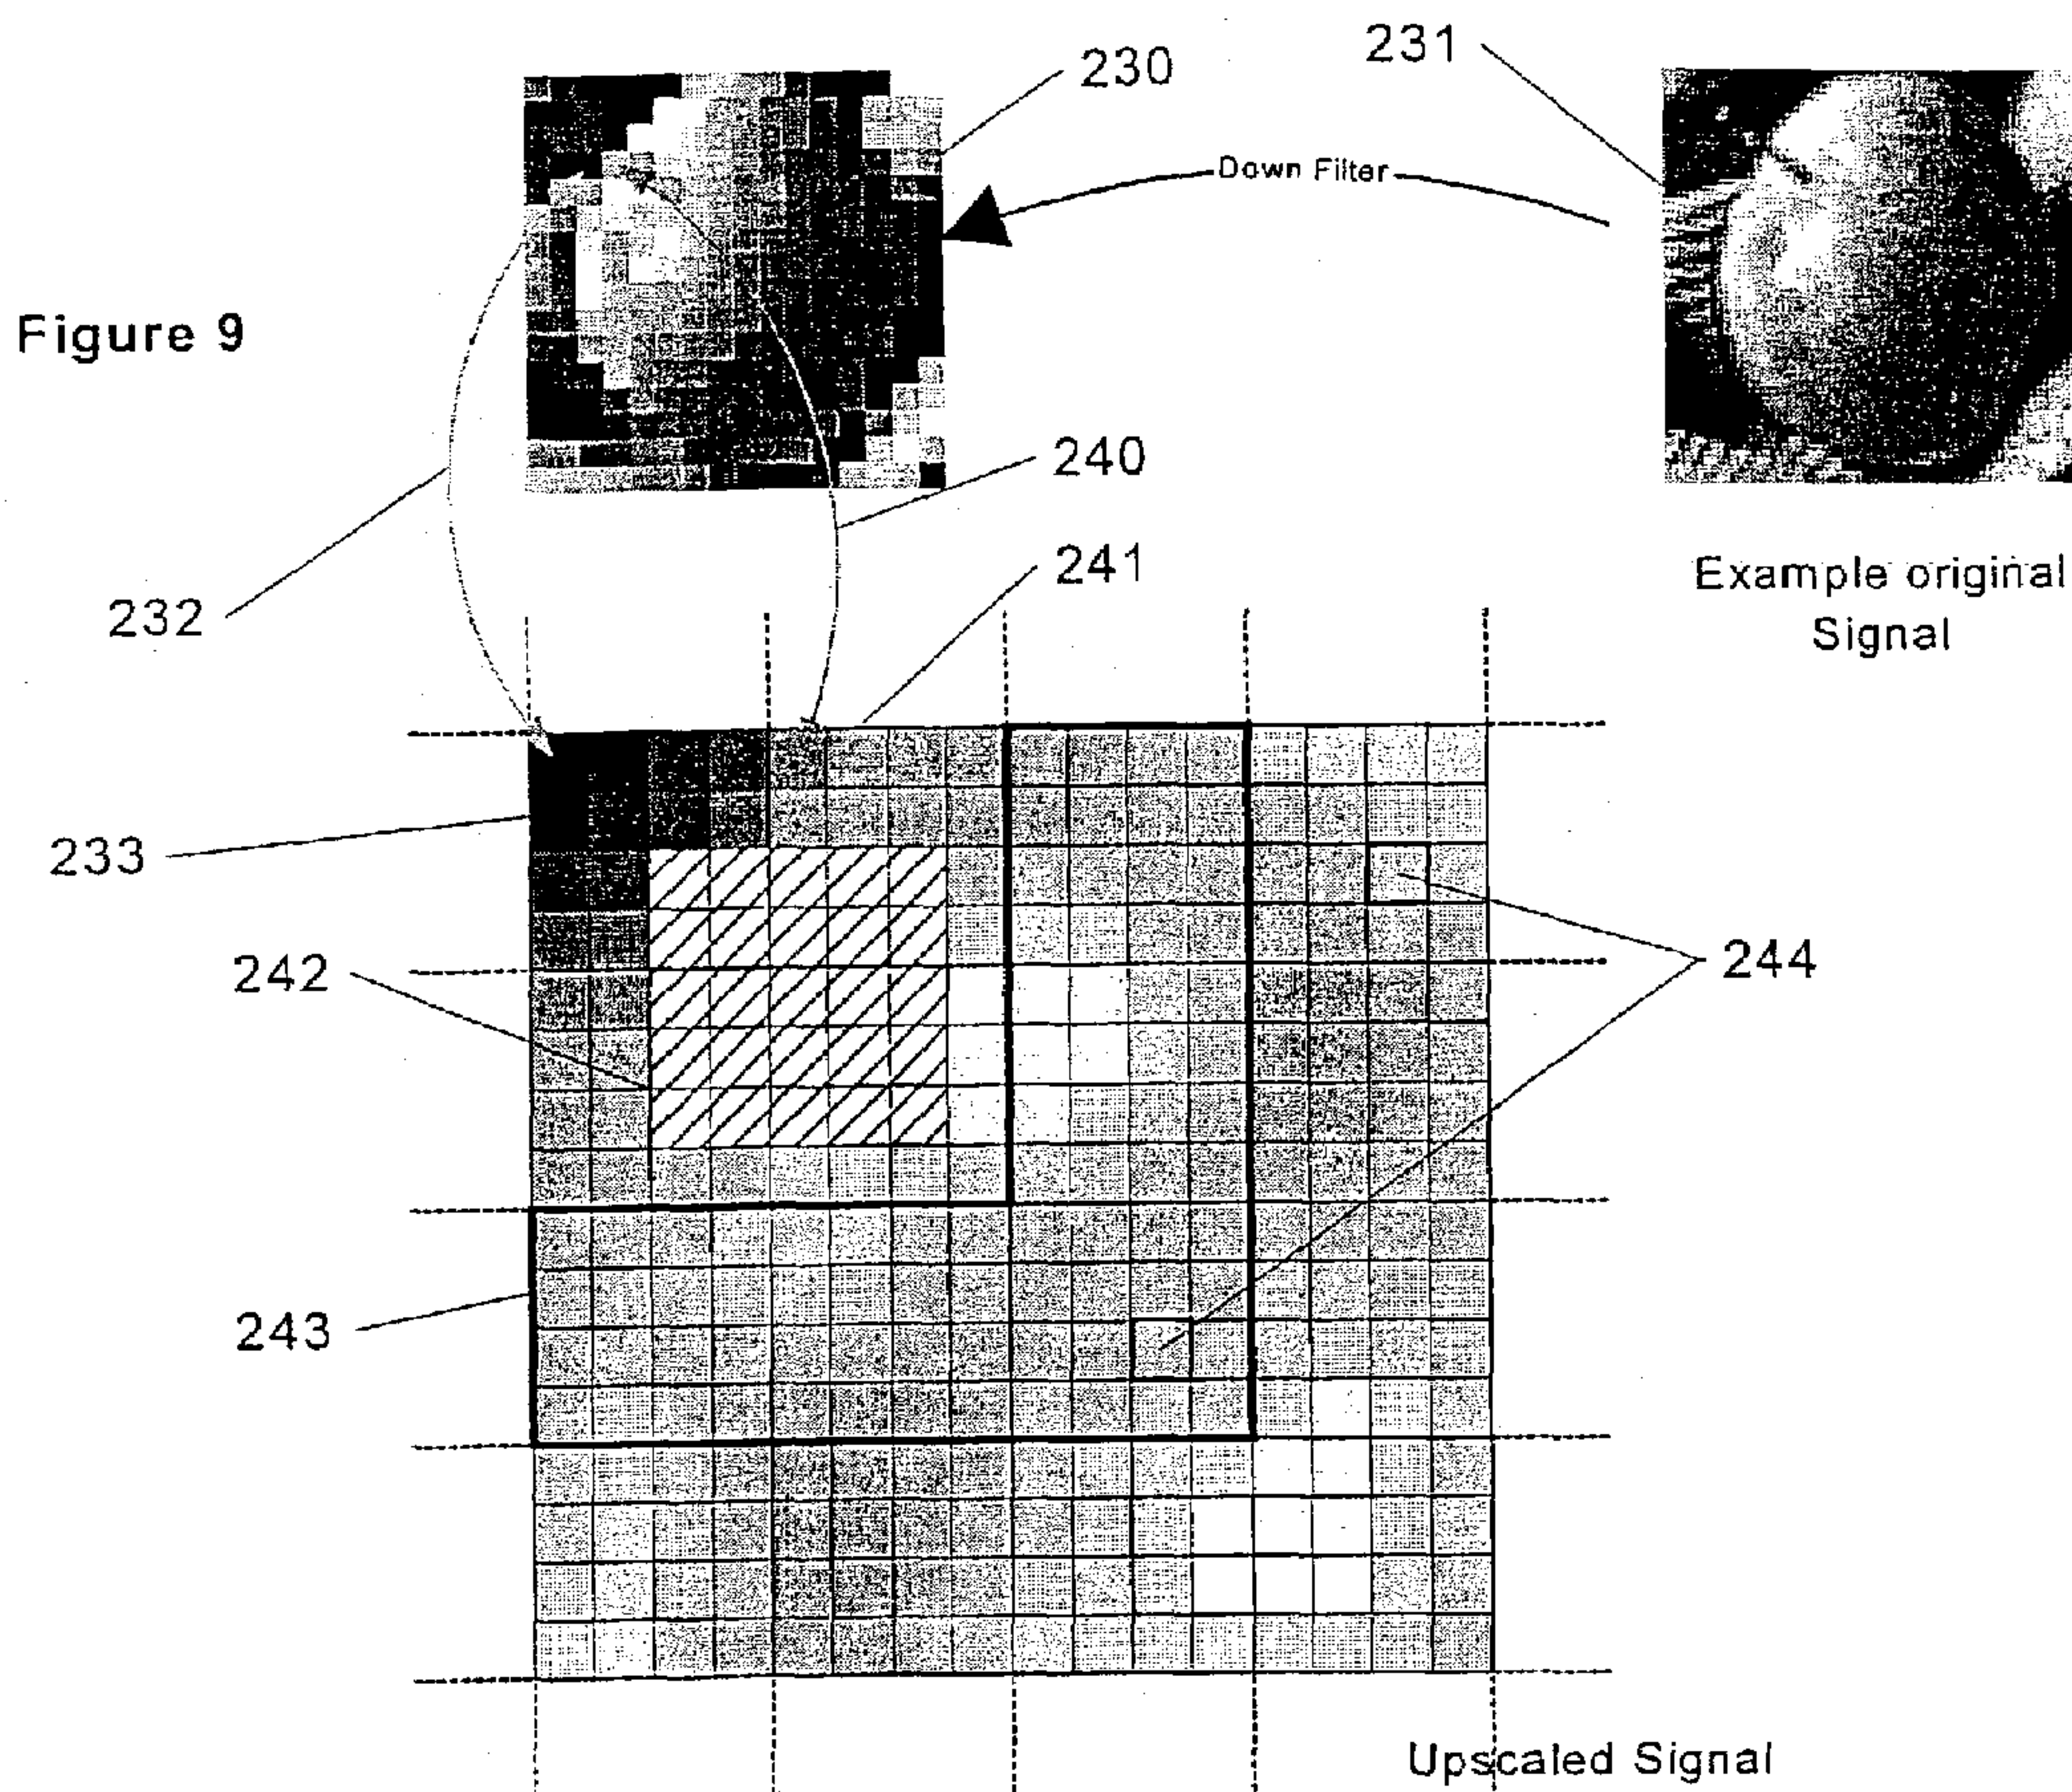 231
230
Down Filter
Figure 9
240
241
Example original
Signal
232
233
242
244
243
Upscaled Signal